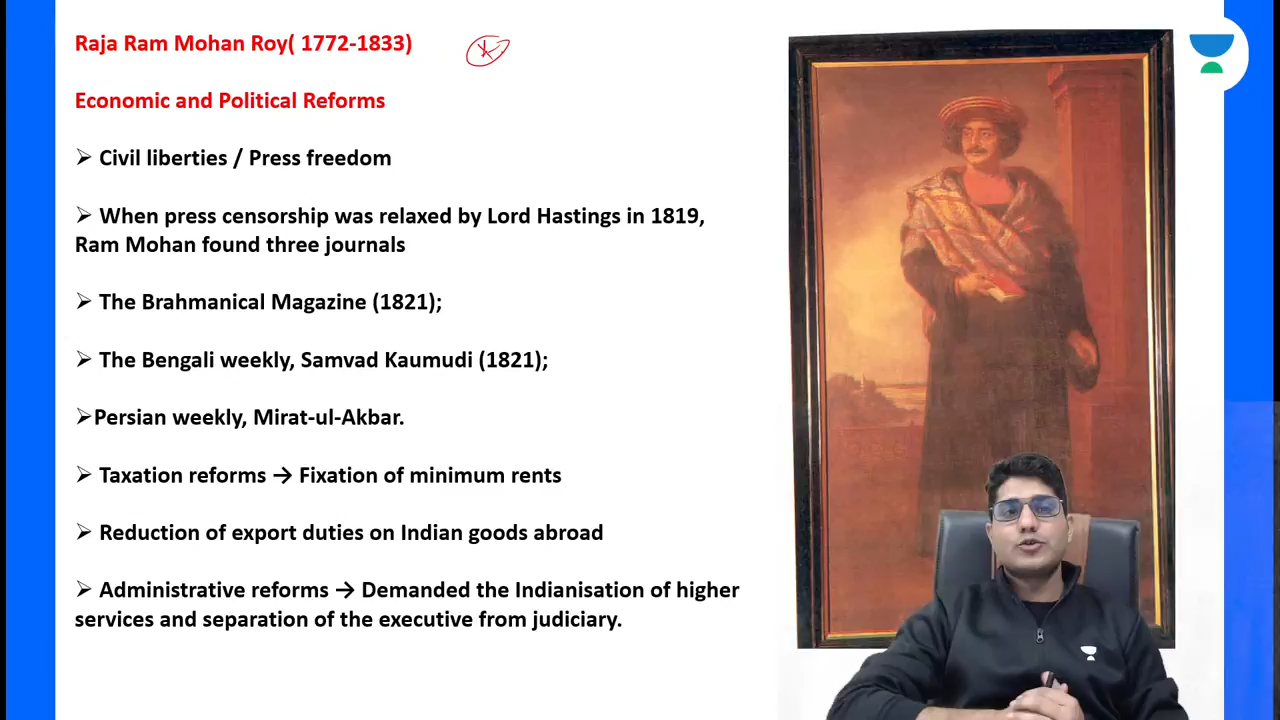 Raja Ram Mohan Roy( 1772-1833)
Economic and Political Reforms
➢ Civil liberties / Press freedom
➢ When press censorship was relaxed by Lord Hastings in 1819,
Ram Mohan found three journals
➢ The Brahmanical Magazine (1821);
➢ The Bengali weekly, Samvad Kaumudi (1821);
➢Persian weekly, Mirat-ul-Akbar.
➢ Taxation reforms → Fixation of minimum rents
➢ Reduction of export duties on Indian goods abroad
➢ Administrative reforms → Demanded the Indianisation of higher
services and separation of the executive from judiciary.